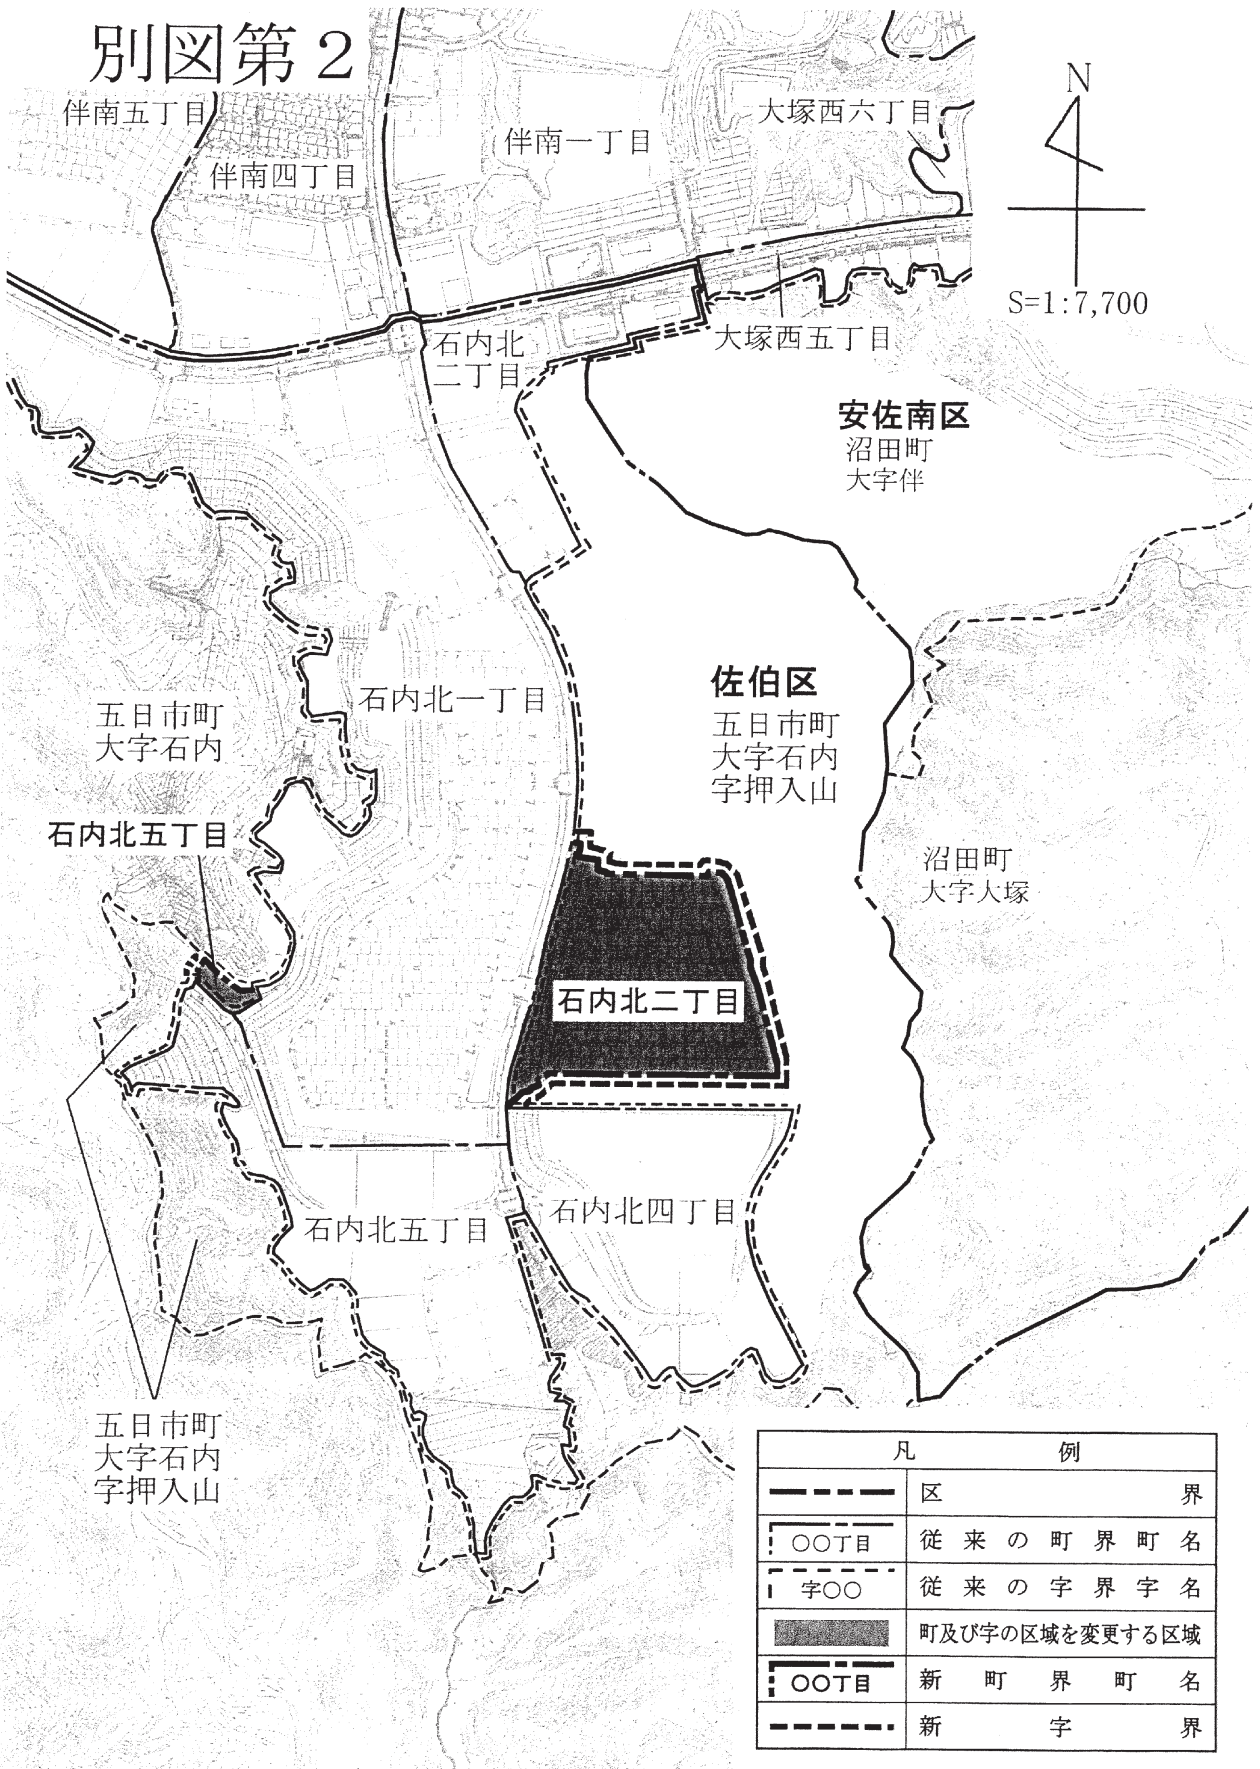 別図第2
伴南五丁目
伴南四丁目
伴南一丁目
大塚西六丁目
N
S=1:7,700
石内北
二丁目
大塚西五丁目
安佐南区
沼田町
大字伴
石内北一丁目
佐伯区
五日市町
大字石内
字押入山
五日市町
大字石内
石内北五丁目
沼田町
大字大塚
石内北二丁目
石内北四丁目
石内北五丁目
五日市町
大字石内
字押入山
凡例
区界
○○丁目 従来の町界町名
字○○ 従来の字界字名
町及び字の区域を変更する区域
○○丁目 新町界町名
新字界